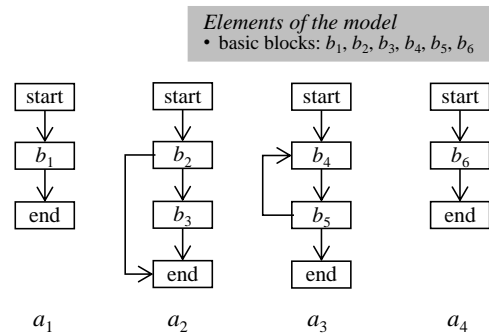 Elements of the model
• basic blocks: b1, b2, b3, b4, b5, b6
start start start start
b1 b2 b4 b6
end b3 b5 end
end end
a1 a2 a3 a4